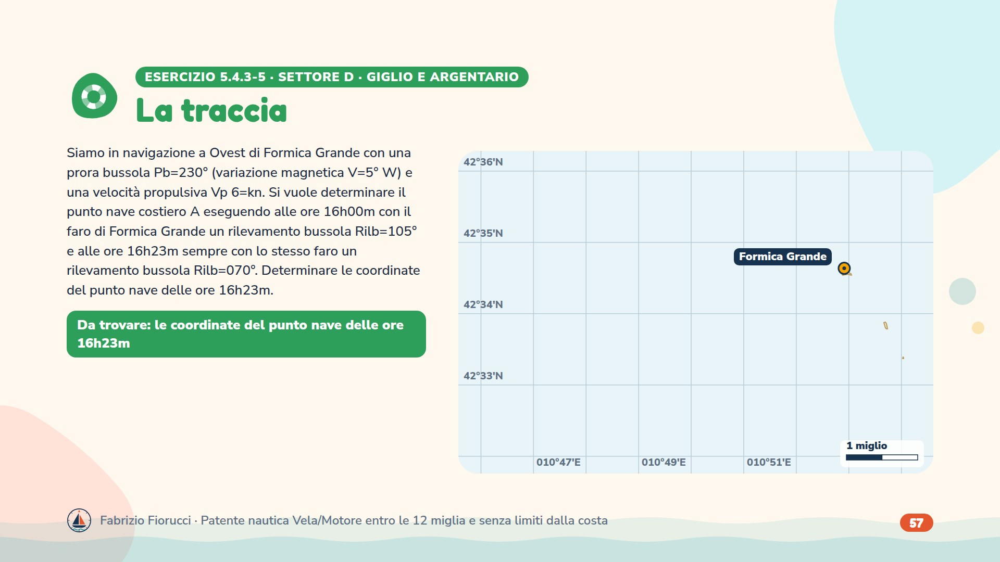 ESERCIZIO 5.4.3-5 · SETTORE D · GIGLIO E ARGENTARIO
La traccia
Siamo in navigazione a Ovest di Formica Grande con una
prora bussola Pb=230° (variazione magnetica V=5° W) e
una velocità propulsiva Vp 6=kn. Si vuole determinare il
punto nave costiero A eseguendo alle ore 16h00m con il
faro di Formica Grande un rilevamento bussola Rilb=105°
e alle ore 16h23m sempre con lo stesso faro un
rilevamento bussola Rilb=070°. Determinare le coordinate
del punto nave delle ore 16h23m.
Da trovare: le coordinate del punto nave delle ore
16h23m
42°36'N
42°35'N
Formica Grande
42°34'N
42°33'N
1 miglio
010°47'E
010°49'E
010°51'E
Fabrizio Fiorucci · Patente nautica Vela/Motore entro le 12 miglia e senza limiti dalla costa
57